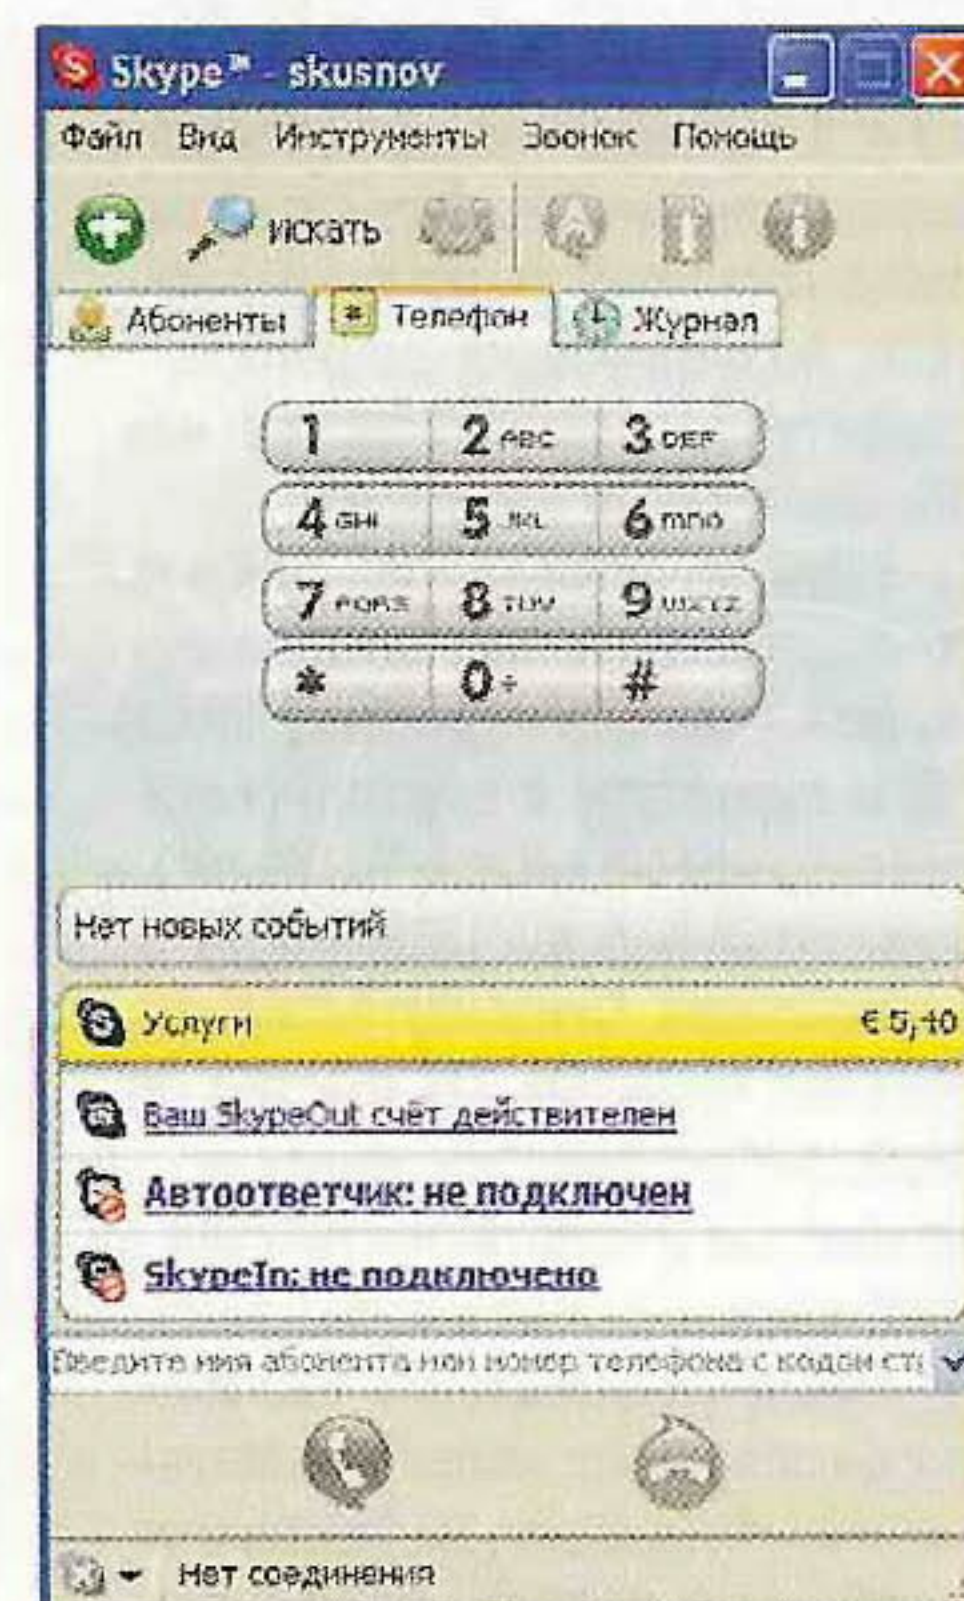 Skype™ - skusnov
Файл Вид Инструменты Звонок Помощь
искать
Абоненты Телефон Журнал
1 2 ABC 3 DEF
4 GHI 5 JKL 6 mno
7 PQRS 8 TUV 9 WXYZ
* 0 + #
Нет новых событий
Услуги € 5,40
Ваш SkypeOut счёт действителен
Автоответчик: не подключен
SkypeIn: не подключено
Введите имя абонента или номер телефона с кодом ст
Нет соединения